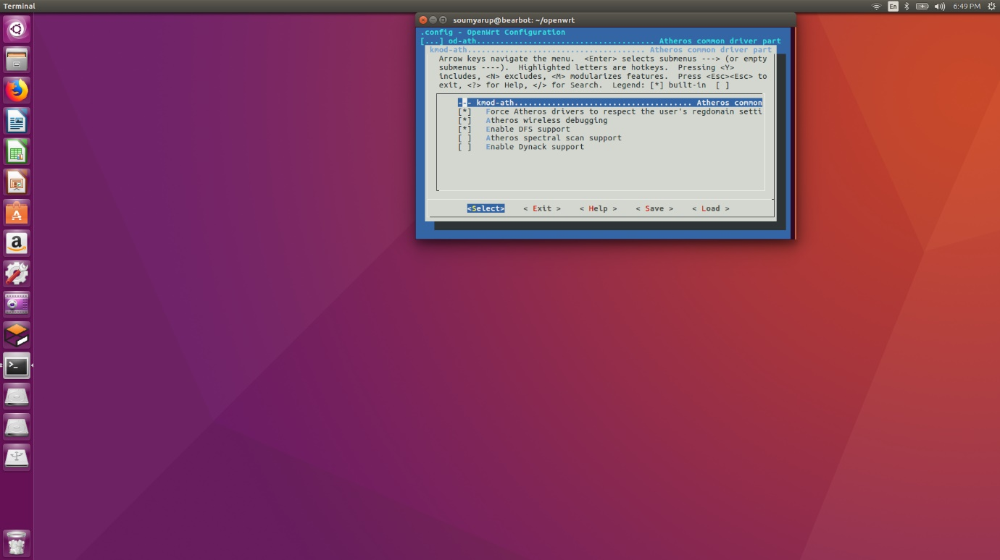 Terminal
En
6:49 PM
soumyarup@bearbot: ~/openwrt
.config - OpenWrt Configuration
[...] od-ath..................................... Atheros common driver part
kmod-ath..................................... Atheros common driver part
Arrow keys navigate the menu.  <Enter> selects submenus ---> (or empty
submenus ----).  Highlighted letters are hotkeys.  Pressing <Y>
includes, <N> excludes, <M> modularizes features.  Press <Esc><Esc> to
exit, <?> for Help, </> for Search.  Legend: [*] built-in  [ ]
--- kmod-ath..................................... Atheros common
[*]   Force Atheros drivers to respect the user's regdomain setti
[*]   Atheros wireless debugging
[*]   Enable DFS support
[ ]   Atheros spectral scan support
[ ]   Enable Dynack support
<Select>    < Exit >    < Help >    < Save >    < Load >